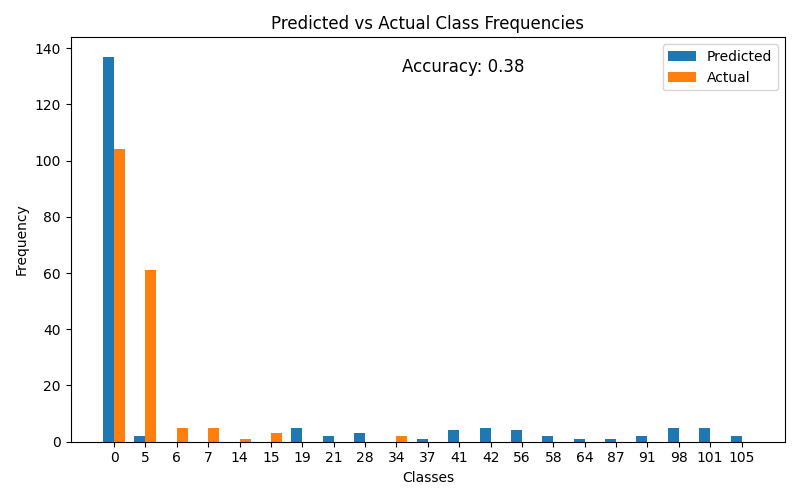 Predicted vs Actual Class Frequencies
Accuracy: 0.38
Predicted
Actual
140
120
100
80
60
40
20
0
Frequency
0 5 6 7 14 15 19 21 28 34 37 41 42 56 58 64 87 91 98 101 105
Classes